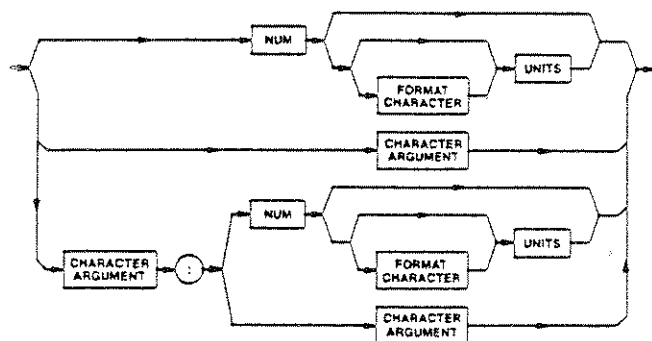 NUM
UNITS
FORMAT
CHARACTER
CHARACTER
ARGUMENT
NUM
UNITS
CHARACTER
ARGUMENT
:
FORMAT
CHARACTER
CHARACTER
ARGUMENT